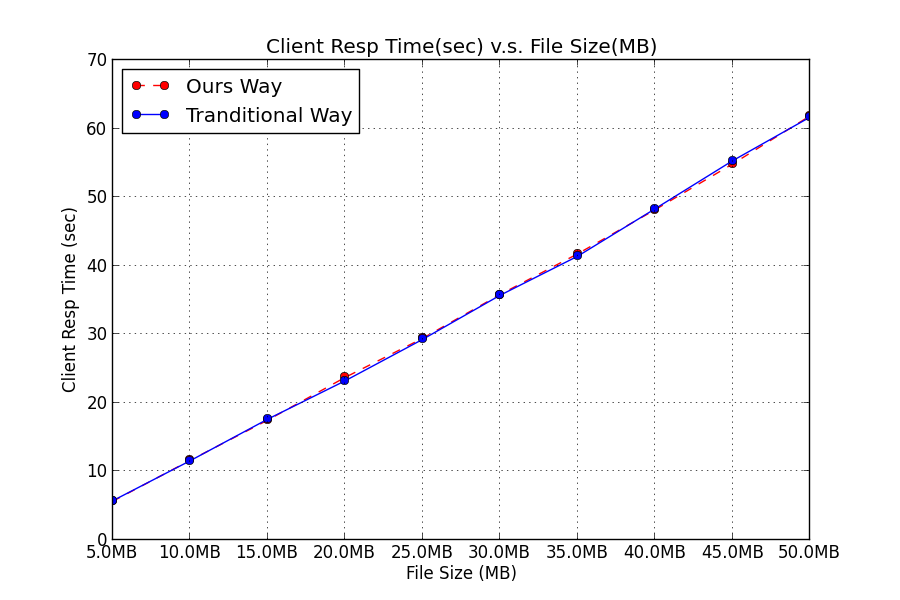 Client Resp Time(sec) v.s. File Size(MB)
Ours Way
Tranditional Way
Client Resp Time (sec)
70
60
50
40
30
20
10
0
5.0MB 10.0MB 15.0MB 20.0MB 25.0MB 30.0MB 35.0MB 40.0MB 45.0MB 50.0MB
File Size (MB)